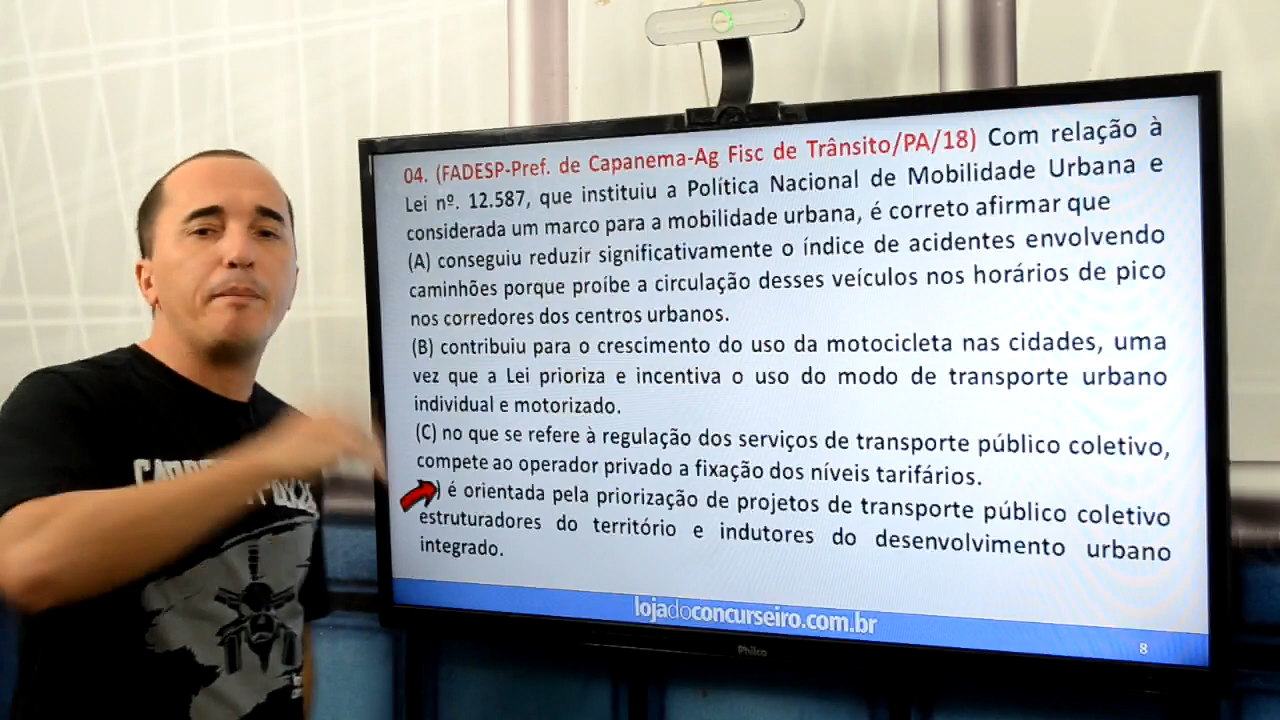 04. (FADESP-Pref. de Capanema-Ag Fisc de Trânsito/PA/18) Com relação à
Lei nº. 12.587, que instituiu a Política Nacional de Mobilidade Urbana e
considerada um marco para a mobilidade urbana, é correto afirmar que
(A) conseguiu reduzir significativamente o índice de acidentes envolvendo
caminhões porque proíbe a circulação desses veículos nos horários de pico
nos corredores dos centros urbanos.
(B) contribuiu para o crescimento do uso da motocicleta nas cidades, uma
vez que a Lei prioriza e incentiva o uso do modo de transporte urbano
individual e motorizado.
(C) no que se refere à regulação dos serviços de transporte público coletivo,
compete ao operador privado a fixação dos níveis tarifários.
) é orientada pela priorização de projetos de transporte público coletivo
estruturadores do território e indutores do desenvolvimento urbano
integrado.
lojadoconcurseiro.com.br
8
Philco